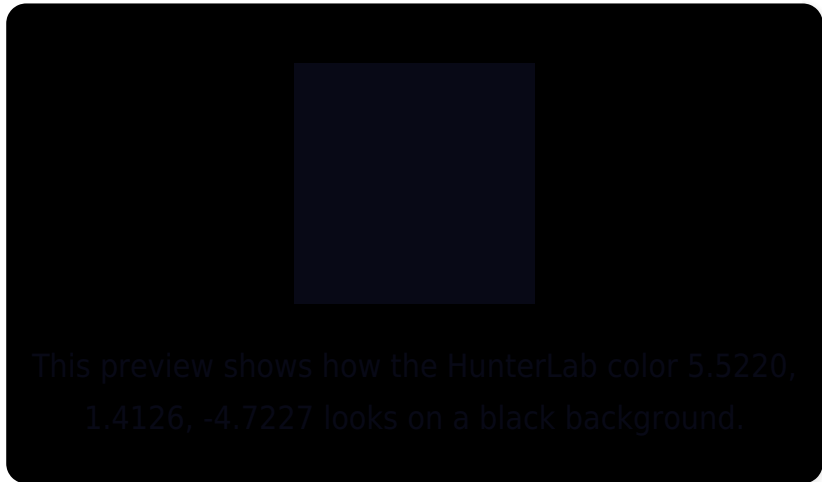 This preview shows how the HunterLab color 5.5220,
1.4126, -4.7227 looks on a black background.